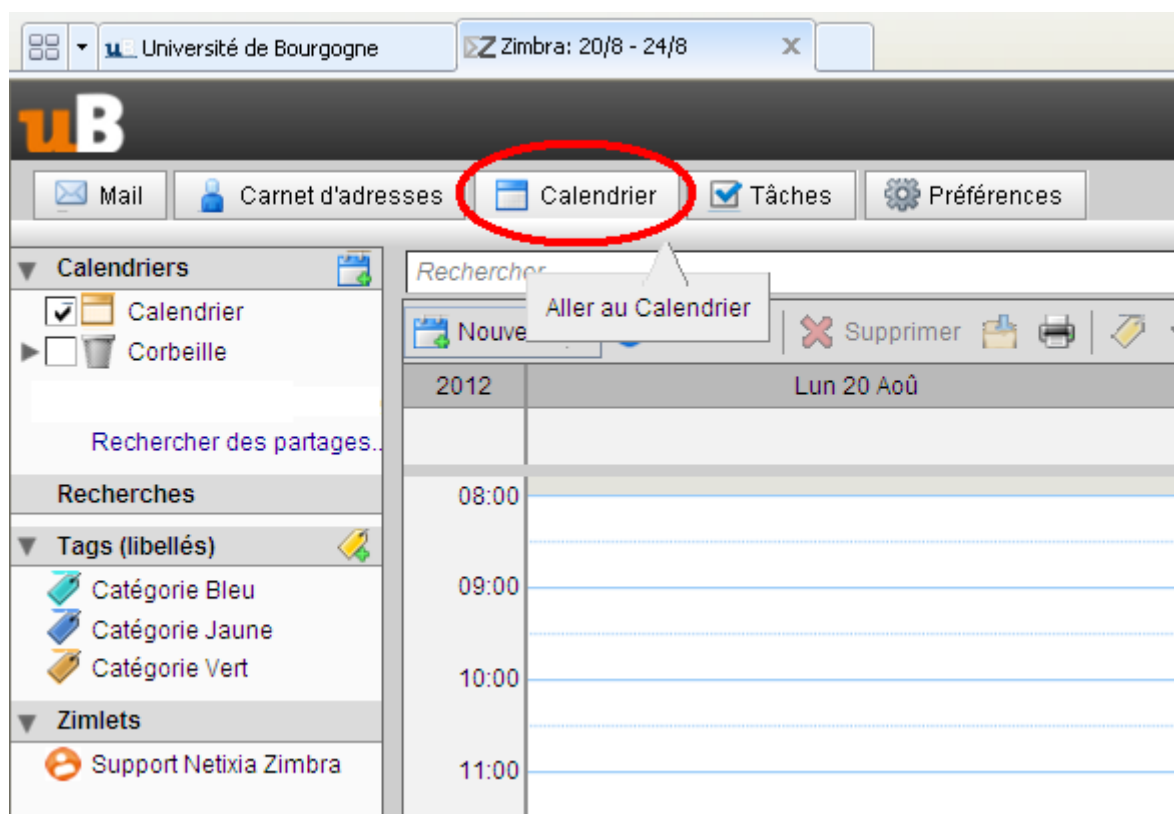 Université de Bourgogne
Zimbra: 20/8 - 24/8
uB
Mail
Carnet d'adresses
Calendrier
Tâches
Préférences
Calendriers
Calendrier
Corbeille
Rechercher des partages..
Recherches
Tags (libellés)
Catégorie Bleu
Catégorie Jaune
Catégorie Vert
Zimlets
Support Netixia Zimbra
Rechercher
Aller au Calendrier
Nouve
Supprimer
2012
Lun 20 Aoû
08:00
09:00
10:00
11:00